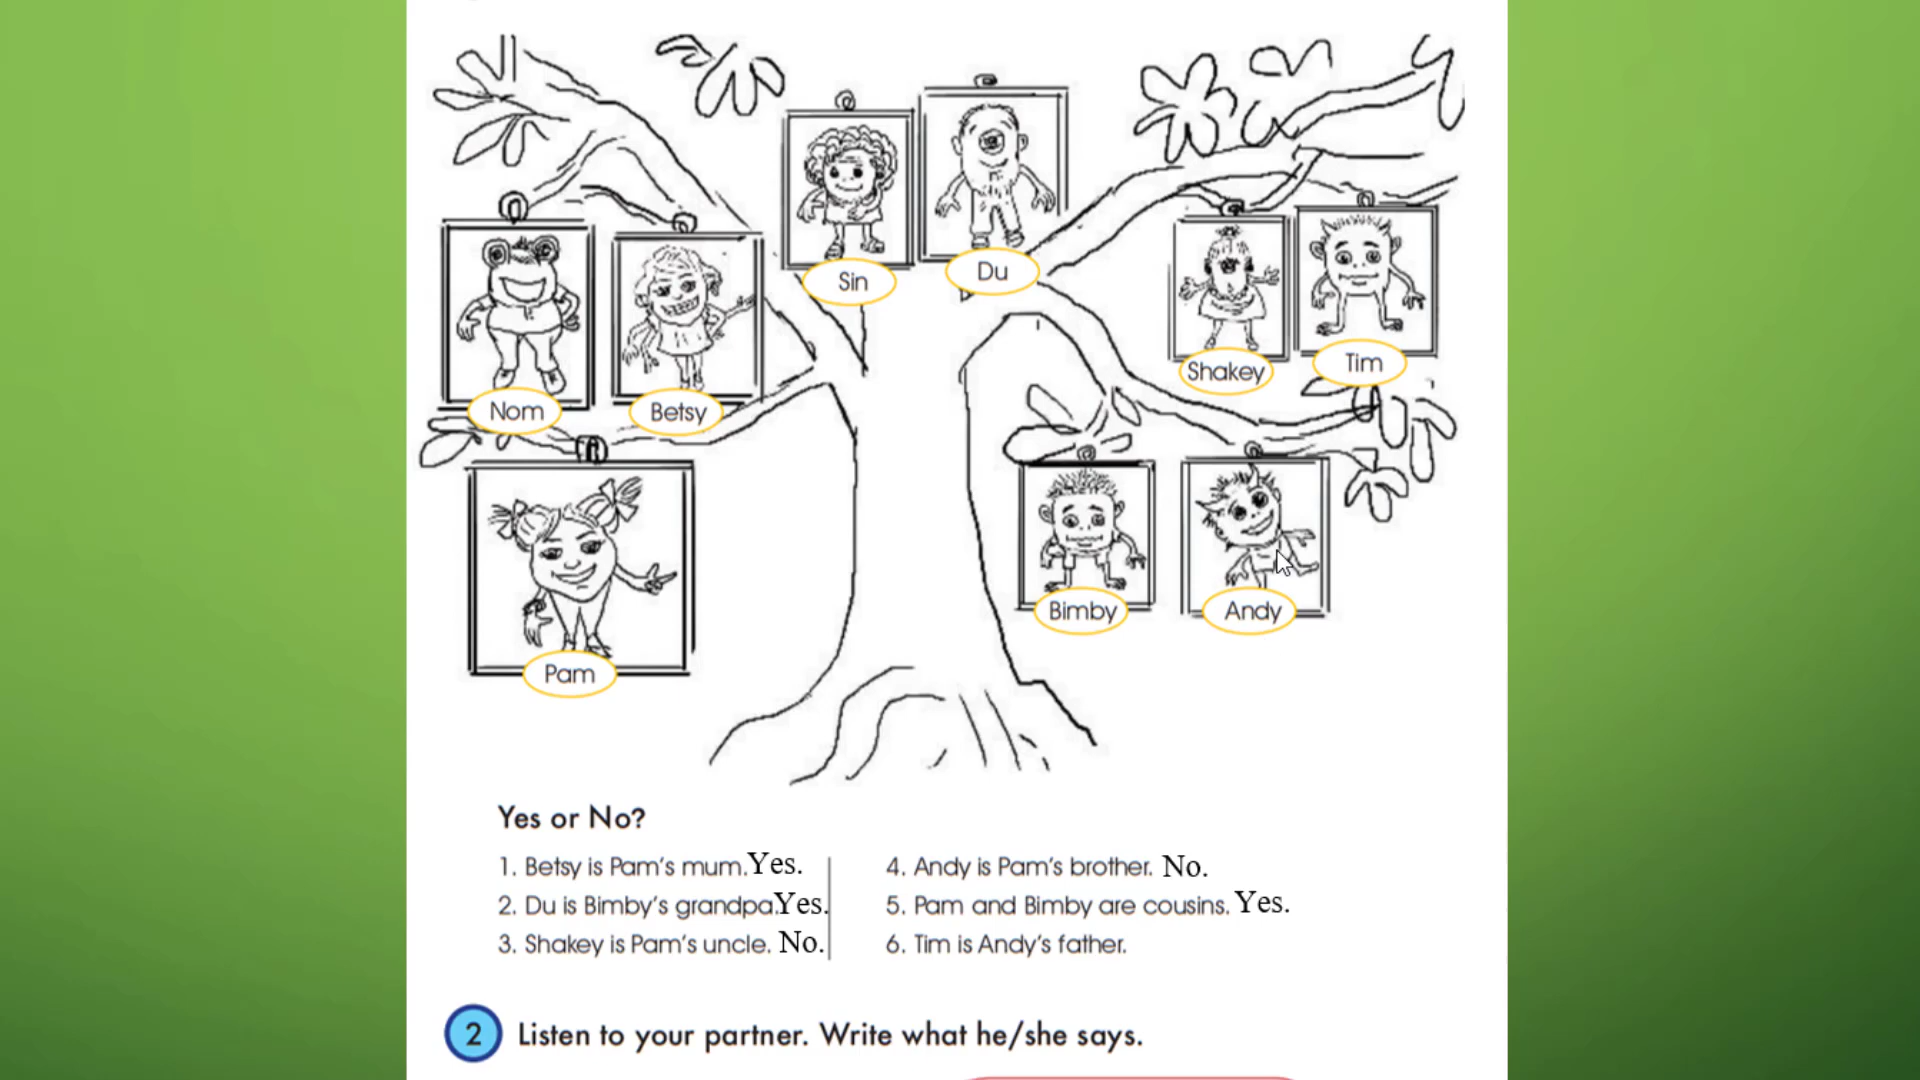 Sin
Du
Shakey
Tim
Nom
Betsy
Bimby
Andy
Pam
Yes or No?
1. Betsy is Pam's mum. Yes.
2. Du is Bimby's grandpa. Yes.
3. Shakey is Pam's uncle. No.
4. Andy is Pam's brother. No.
5. Pam and Bimby are cousins. Yes.
6. Tim is Andy's father.
2 Listen to your partner. Write what he/she says.